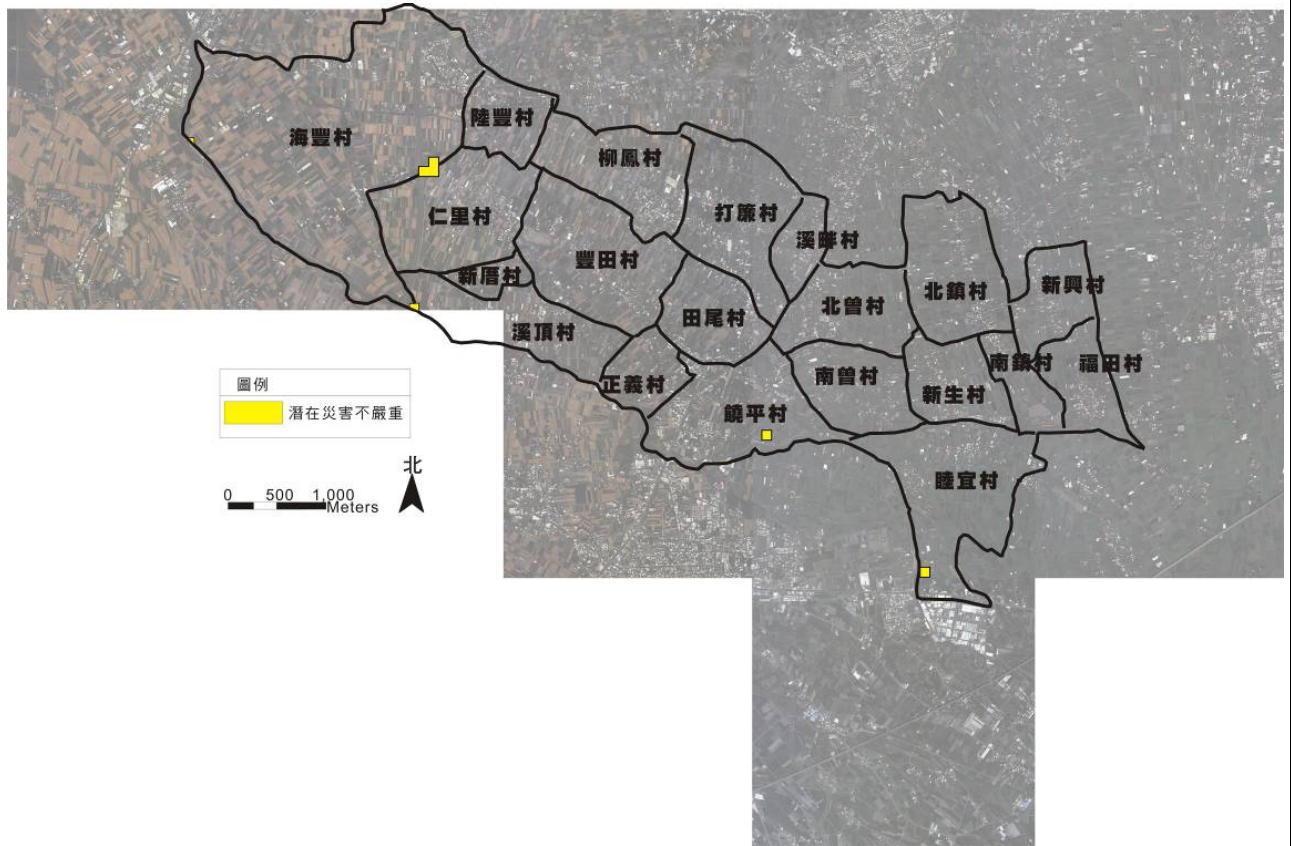 陸豐村
海豐村
柳鳳村
仁里村
打簾村
溪畔村
豐田村
新厝村
北鎮村
新興村
北曾村
田尾村
溪頂村
南鎮村
福田村
正義村
南曾村
新生村
饒平村
睦宜村
圖例
潛在災害不嚴重
北
0 500 1,000
Meters